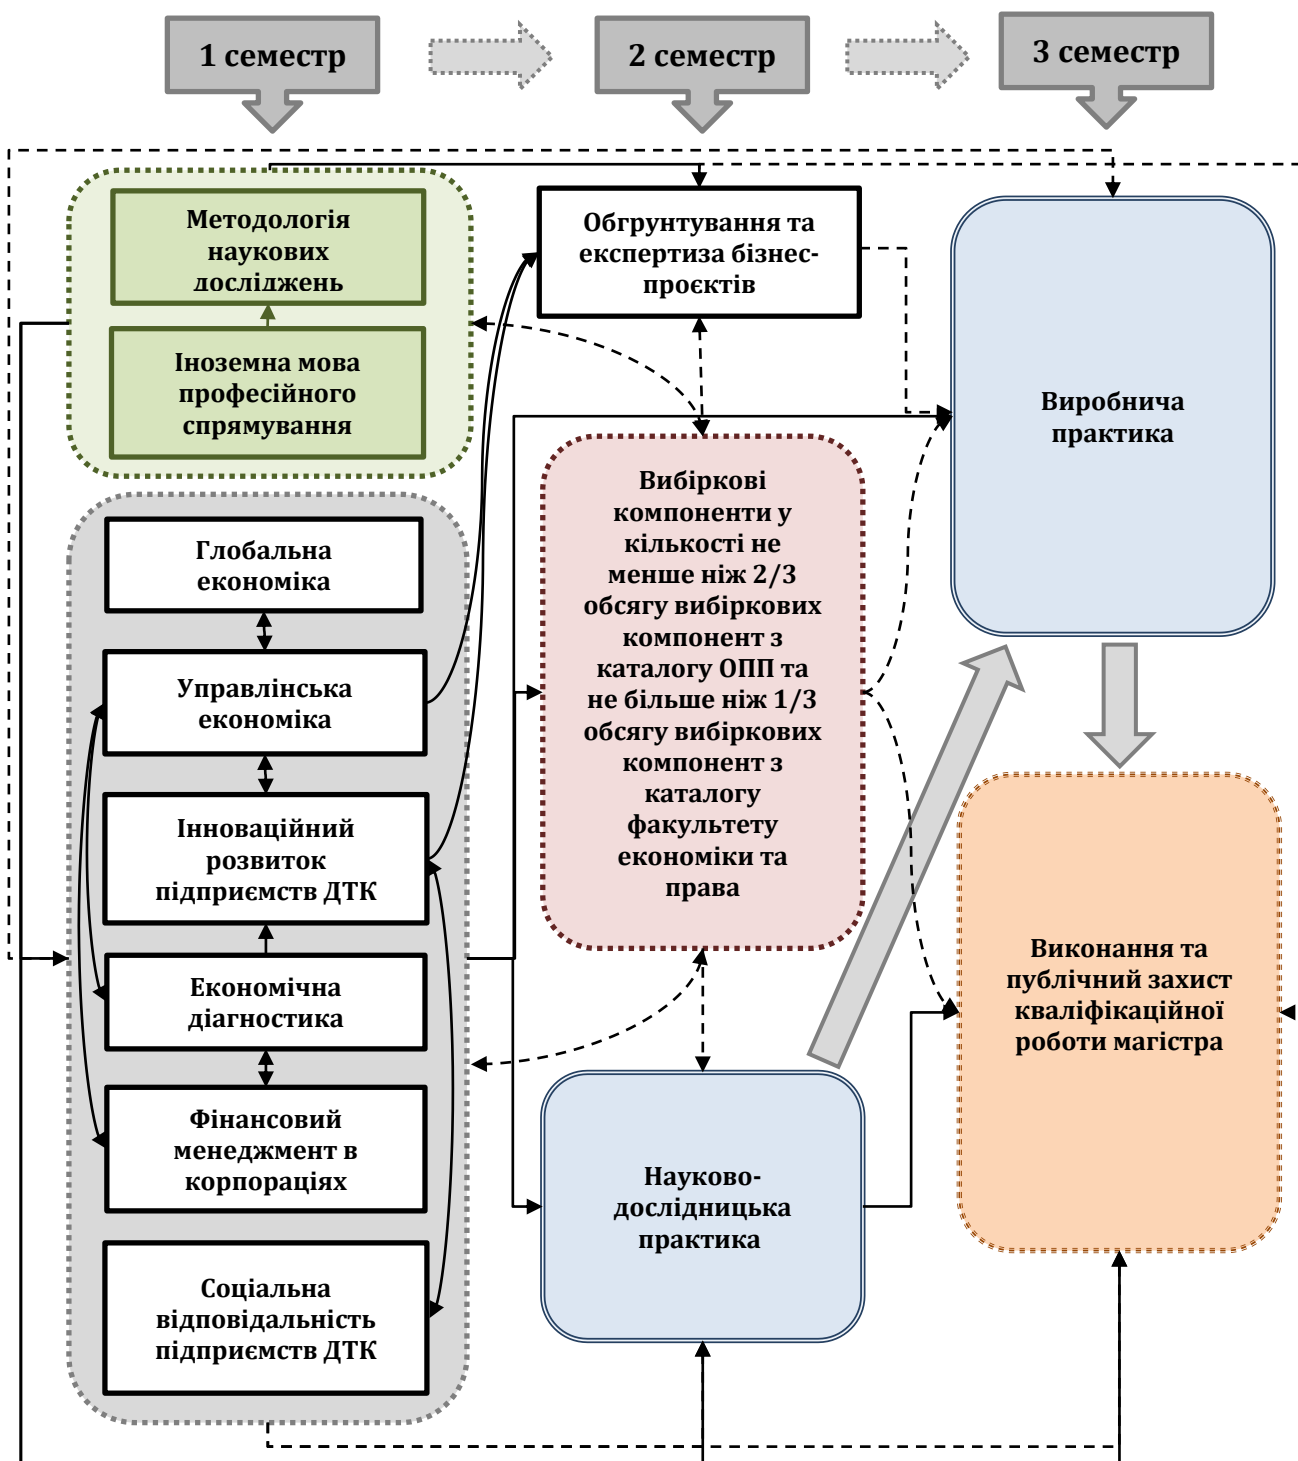 1 семестр
2 семестр
3 семестр
Методологія
наукових
досліджень
Іноземна мова
професійного
спрямування
Глобальна
економіка
Управлінська
економіка
Інноваційний
розвиток
підприємств ДТК
Економічна
діагностика
Фінансовий
менеджмент в
корпораціях
Соціальна
відповідальність
підприємств ДТК
Обгрунтування та
експертиза бізнес-
проєктів
Вибіркові
компоненти у
кількості не
менше ніж 2/3
обсягу вибіркових
компонент з
каталогу ОПП та
не більше ніж 1/3
обсягу вибіркових
компонент з
каталогу
факультету
економіки та
права
Науково-
дослідницька
практика
Виробнича
практика
Виконання та
публічний захист
кваліфікаційної
роботи магістра